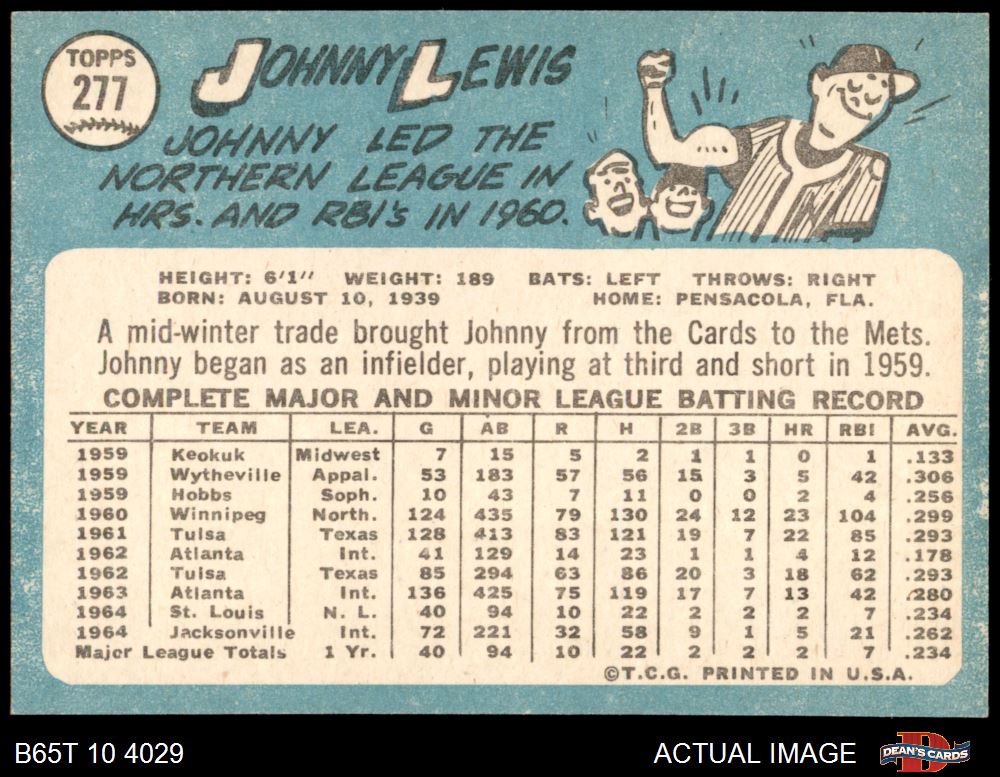 TOPPS
277
JOHNNY LEWIS
JOHNNY LED THE
NORTHERN LEAGUE IN
HRS. AND RBI'S IN 1960.
HEIGHT: 6'1" WEIGHT: 189 BATS: LEFT THROWS: RIGHT
BORN: AUGUST 10, 1939 HOME: PENSACOLA, FLA.
A mid-winter trade brought Johnny from the Cards to the Mets.
Johnny began as an infielder, playing at third and short in 1959.
COMPLETE MAJOR AND MINOR LEAGUE BATTING RECORD
YEAR TEAM LEA. G AB R H 2B 3B HR RBI AVG.
1959 Keokuk Midwest 7 15 5 2 1 1 0 1 .133
1959 Wytheville Appal. 53 183 57 56 15 3 5 42 .306
1959 Hobbs Soph. 10 43 7 11 0 0 2 4 .256
1960 Winnipeg North. 124 435 79 130 24 12 23 104 .299
1961 Tulsa Texas 128 413 83 121 19 7 22 85 .293
1962 Atlanta Int. 41 129 14 23 1 1 4 12 .178
1962 Tulsa Texas 85 294 63 86 20 3 18 62 .293
1963 Atlanta Int. 136 425 75 119 17 7 13 42 .280
1964 St. Louis N. L. 40 94 10 22 2 2 2 7 .234
1964 Jacksonville Int. 72 221 32 58 9 1 5 21 .262
Major League Totals 1 Yr. 40 94 10 22 2 2 2 7 .234
©T.C.G. PRINTED IN U.S.A.
B65T 10 4029 ACTUAL IMAGE DEAN'S CARDS